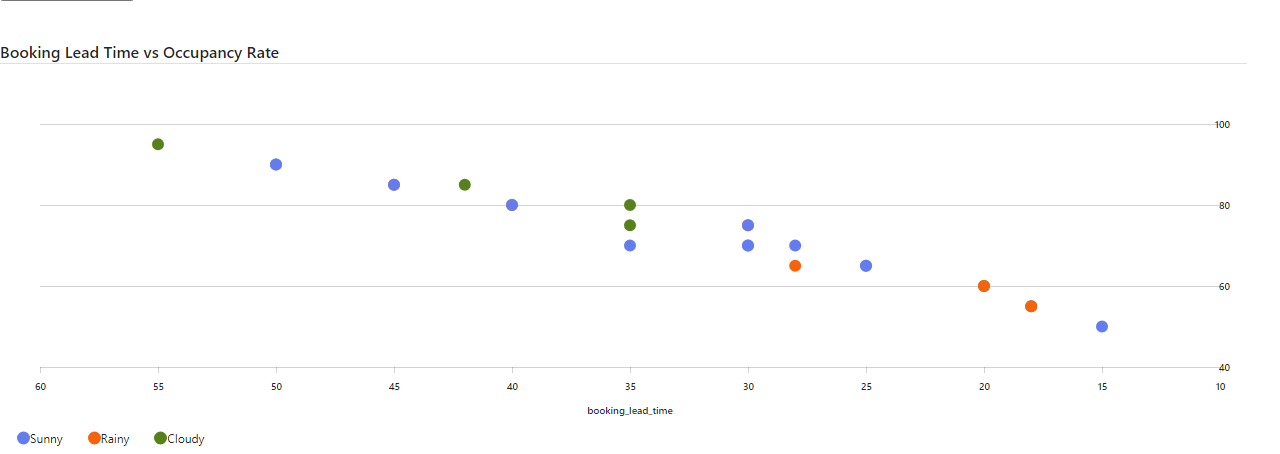 Booking Lead Time vs Occupancy Rate
100
80
60
40
60 55 50 45 40 35 30 25 20 15 10
booking_lead_time
Sunny Rainy Cloudy